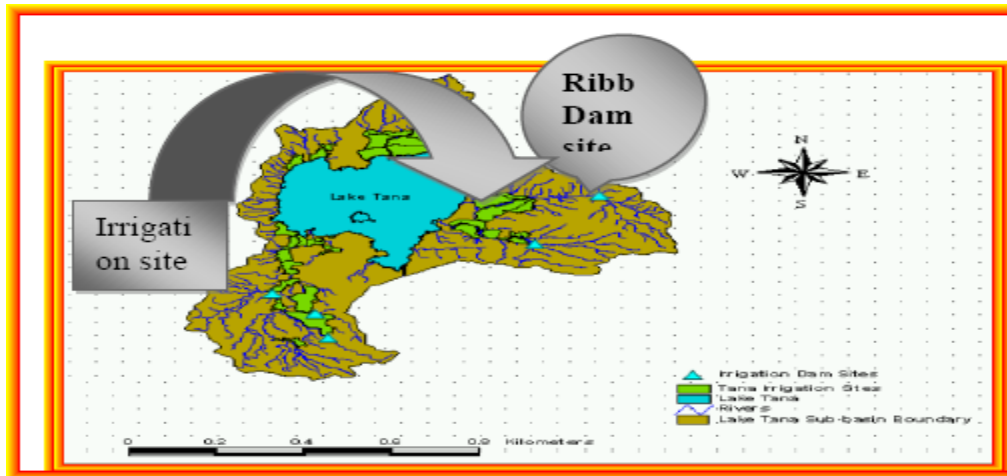 Ribb
Dam
site
Irrigati
on site
Lake Tana
N
W
E
S
Irrigation Dam Sites
Tana Irrigation Sites
Lake Tana
Rivers
Lake Tana Sub-basin Boundary
0 0.2 0.4 0.6 0.8 Kilometers